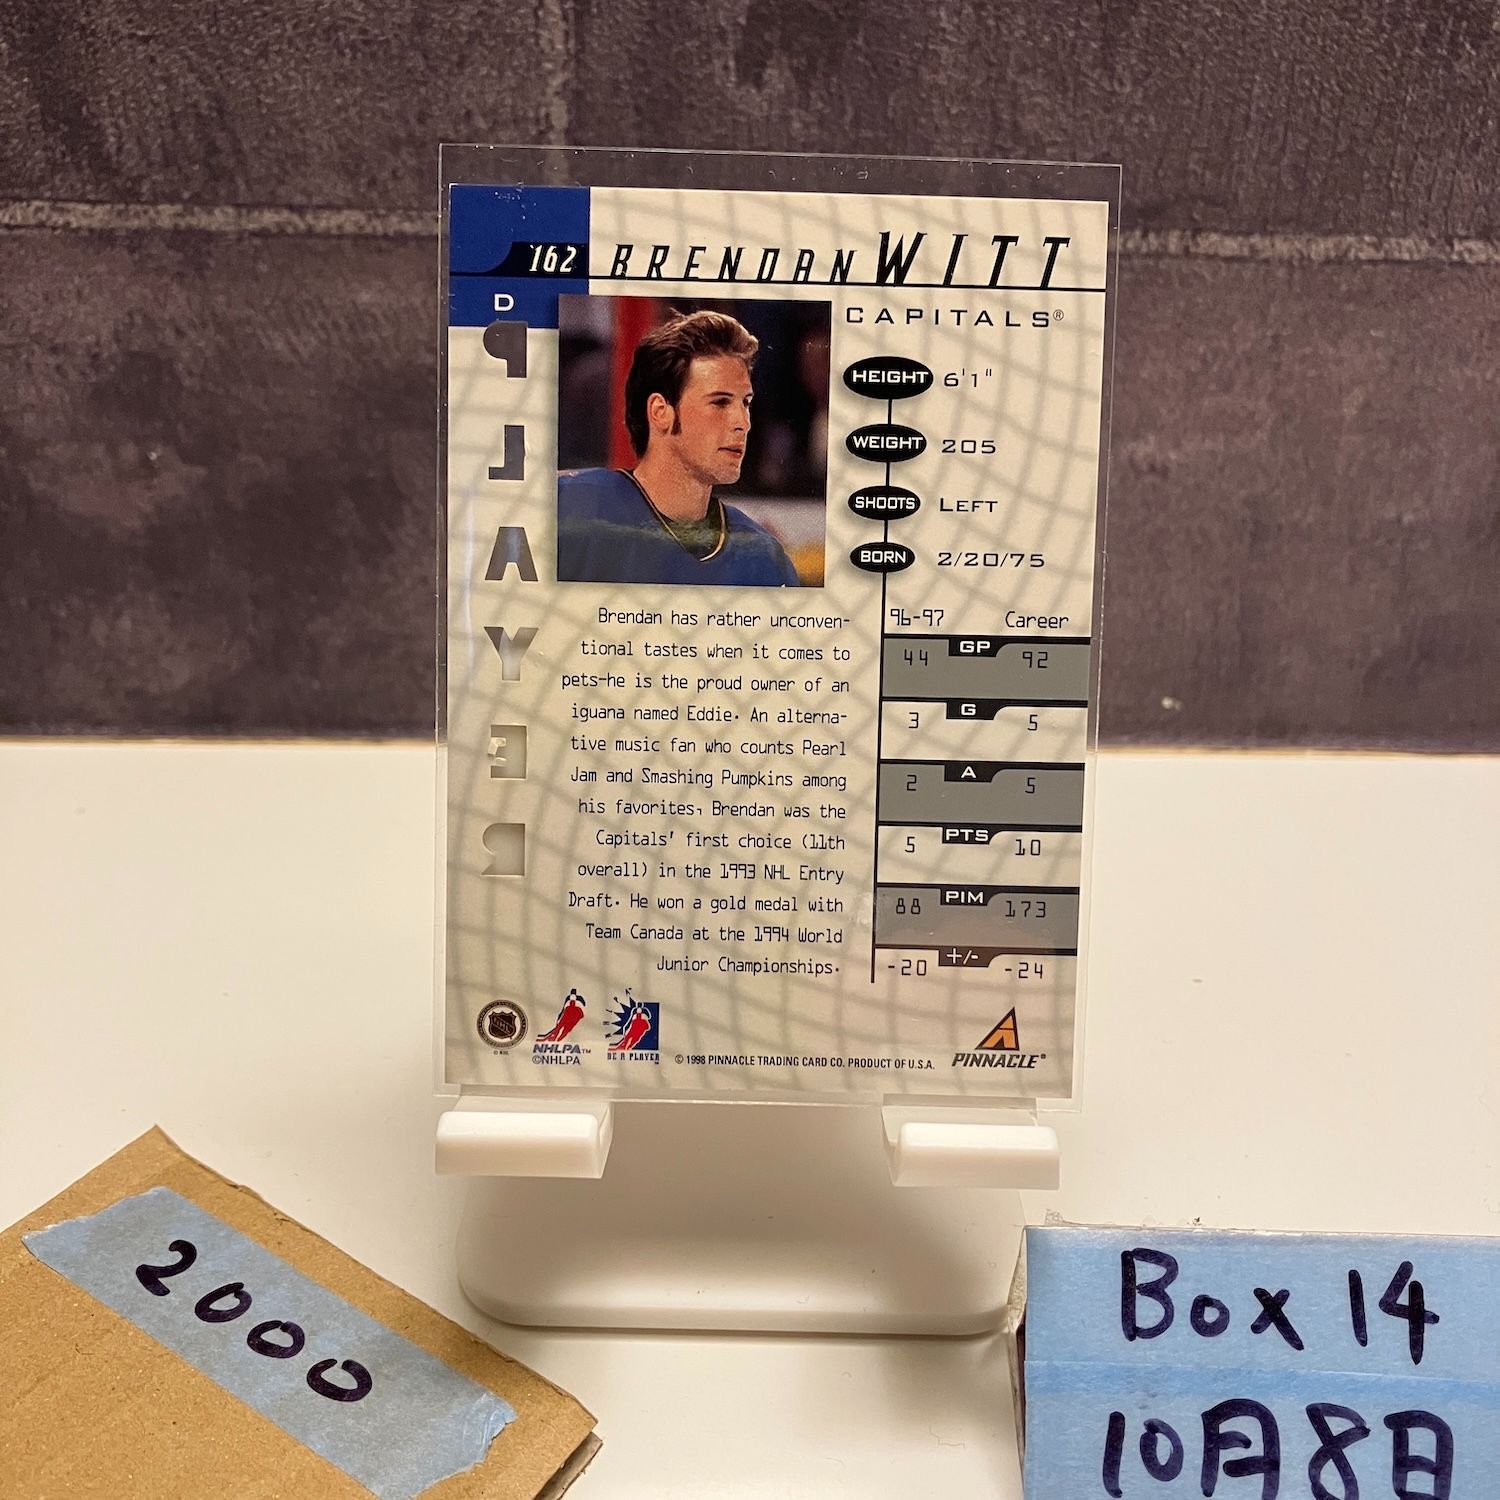 162 BRENDAN WITT
D
PLAYER
CAPITALS®
HEIGHT 6'1"
WEIGHT 205
SHOOTS LEFT
BORN 2/20/75
Brendan has rather unconven-
tional tastes when it comes to
pets-he is the proud owner of an
iguana named Eddie. An alterna-
tive music fan who counts Pearl
Jam and Smashing Pumpkins among
his favorites, Brendan was the
Capitals' first choice (11th
overall) in the 1993 NHL Entry
Draft. He won a gold medal with
Team Canada at the 1994 World
Junior Championships.
96-97 Career
44 GP 92
3 G 5
2 A 5
5 PTS 10
88 PIM 173
-20 +/- -24
© NHL
NHLPA™
©NHLPA
BE A PLAYER™
© 1998 PINNACLE TRADING CARD CO. PRODUCT OF U.S.A.
PINNACLE®
2000
Box 14
10月8日